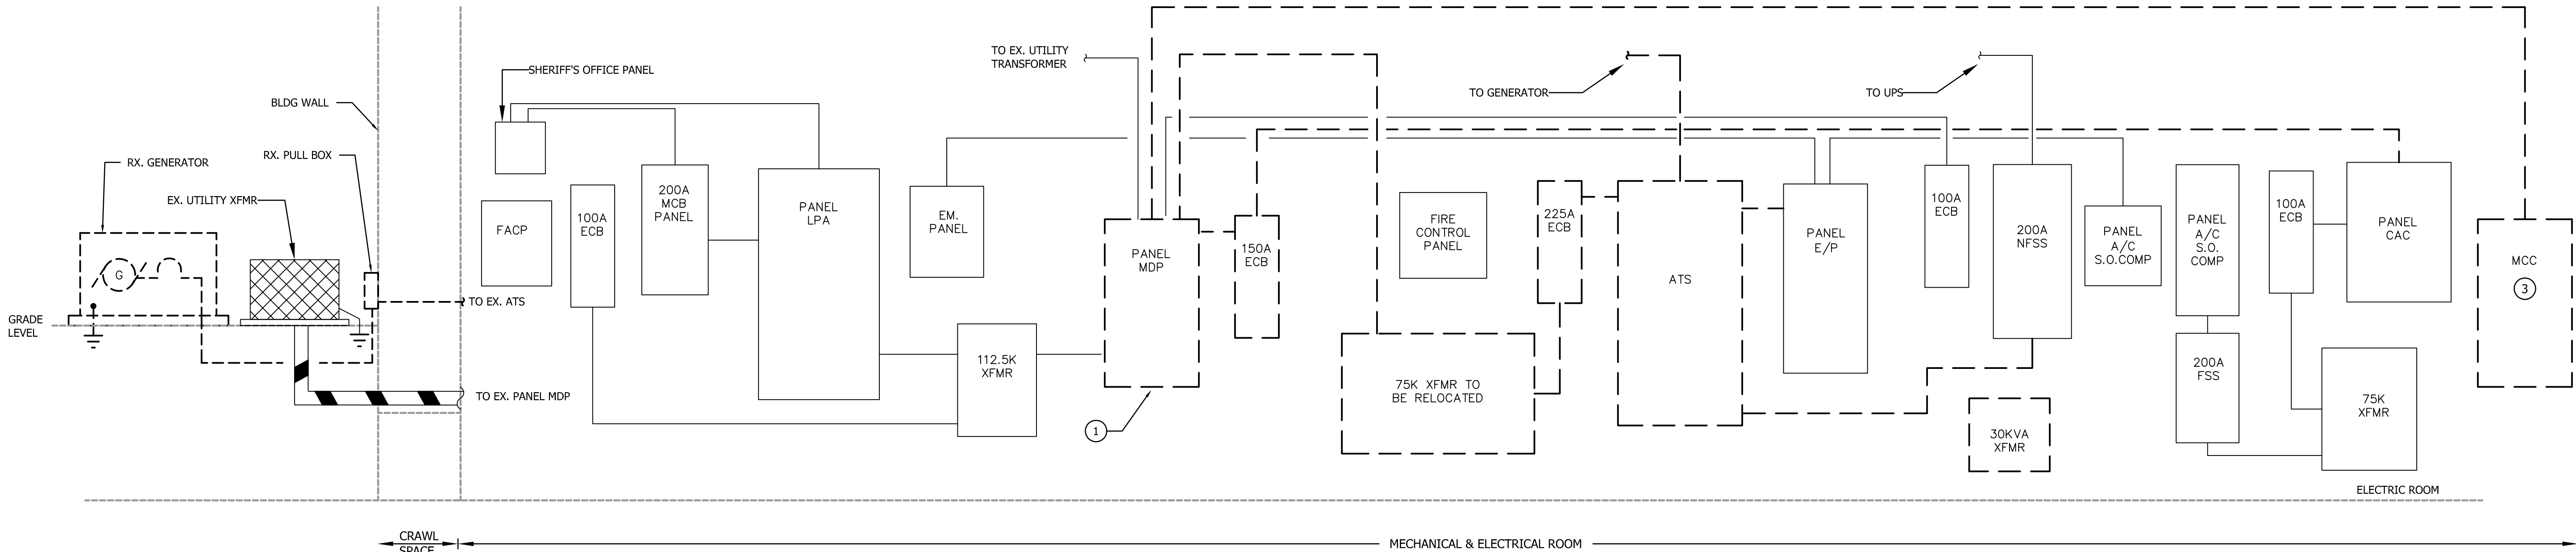 TO EX. UTILITY
TRANSFORMER
SHERIFF'S OFFICE PANEL
TO GENERATOR
TO UPS
BLDG WALL
RX. GENERATOR
RX. PULL BOX
EX. UTILITY XFMR
G
GRADE
LEVEL
TO EX. ATS
TO EX. PANEL MDP
FACP
100A
ECB
200A
MCB
PANEL
PANEL
LPA
EM.
PANEL
112.5K
XFMR
PANEL
MDP
1
150A
ECB
FIRE
CONTROL
PANEL
75K XFMR TO
BE RELOCATED
225A
ECB
ATS
PANEL
E/P
100A
ECB
200A
NFSS
30KVA
XFMR
PANEL
A/C
S.O.COMP
PANEL
A/C
S.O.
COMP
200A
FSS
100A
ECB
75K
XFMR
PANEL
CAC
MCC
3
ELECTRIC ROOM
CRAWL
SPACE
MECHANICAL & ELECTRICAL ROOM